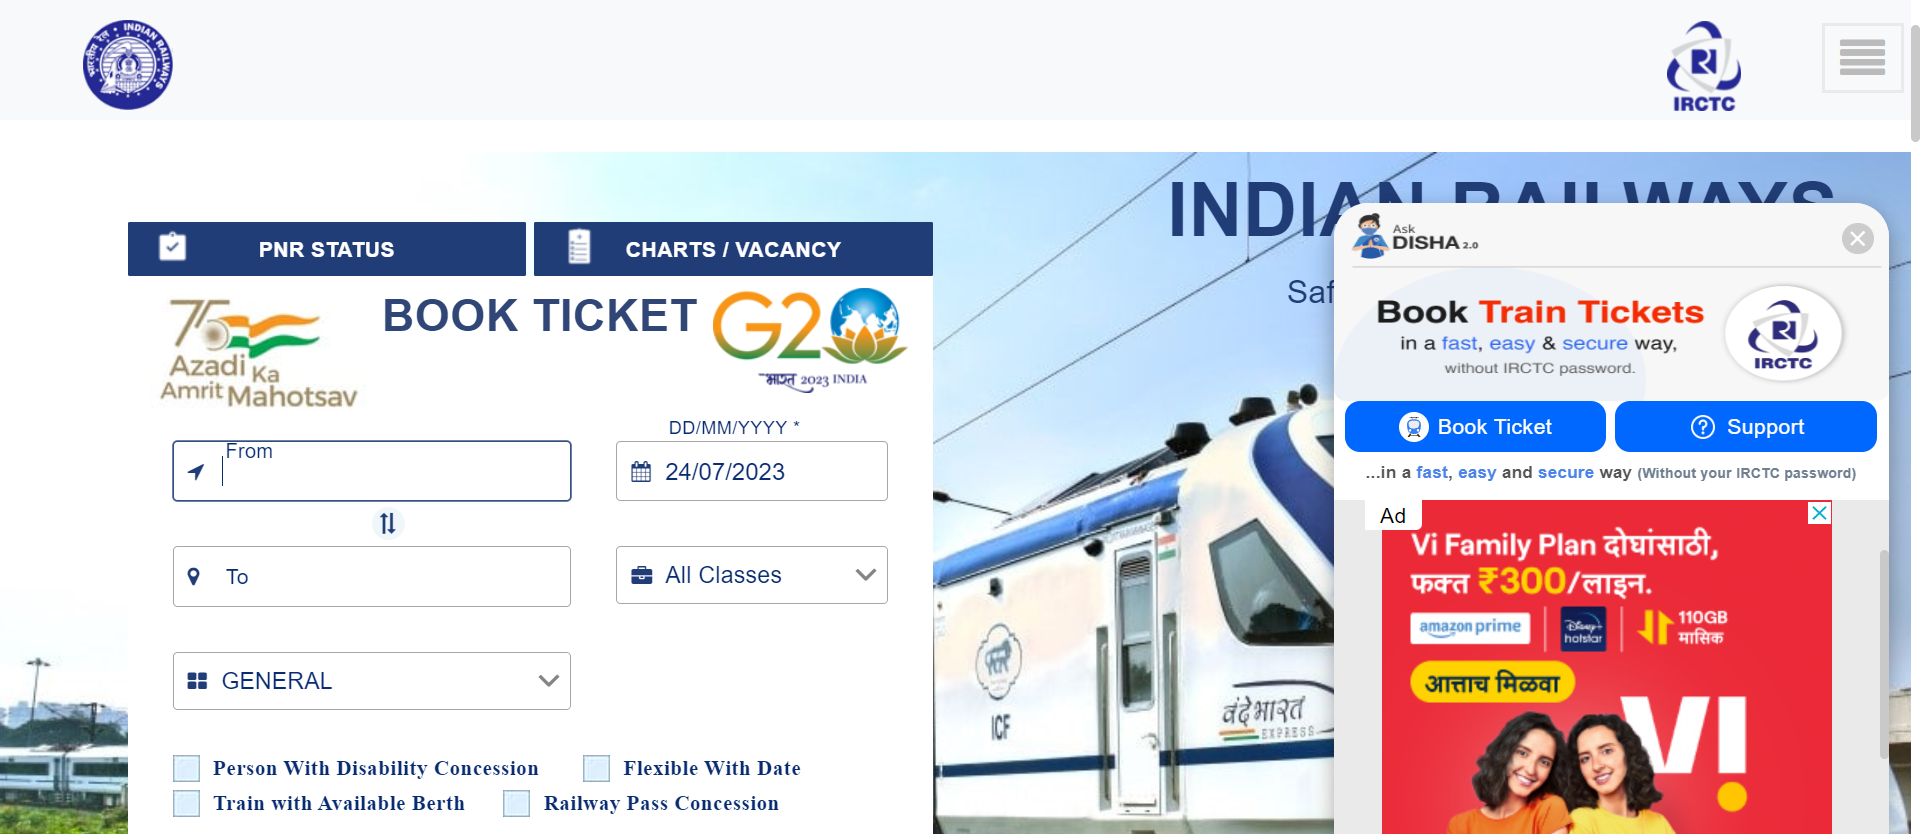 भारतीय रेल • INDIAN RAILWAYS
IRCTC
INDIAN RAILWAYS
Saf
PNR STATUS
CHARTS / VACANCY
BOOK TICKET
75
Azadi
Ka
Amrit Mahotsav
G20
भारत 2023 INDIA
From
DD/MM/YYYY *
24/07/2023
To
All Classes
GENERAL
Person With Disability Concession
Flexible With Date
Train with Available Berth
Railway Pass Concession
ICF
वंदे भारत
EXPRESS
Ask
DISHA 2.0
Book Train Tickets
in a fast, easy & secure way,
without IRCTC password.
IRCTC
Book Ticket
Support
...in a fast, easy and secure way (Without your IRCTC password)
Ad
Vi Family Plan दोघांसाठी,
फक्त ₹300/लाइन.
amazon prime
Disney+
hotstar
110GB
मासिक
आत्ताच मिळवा
VI